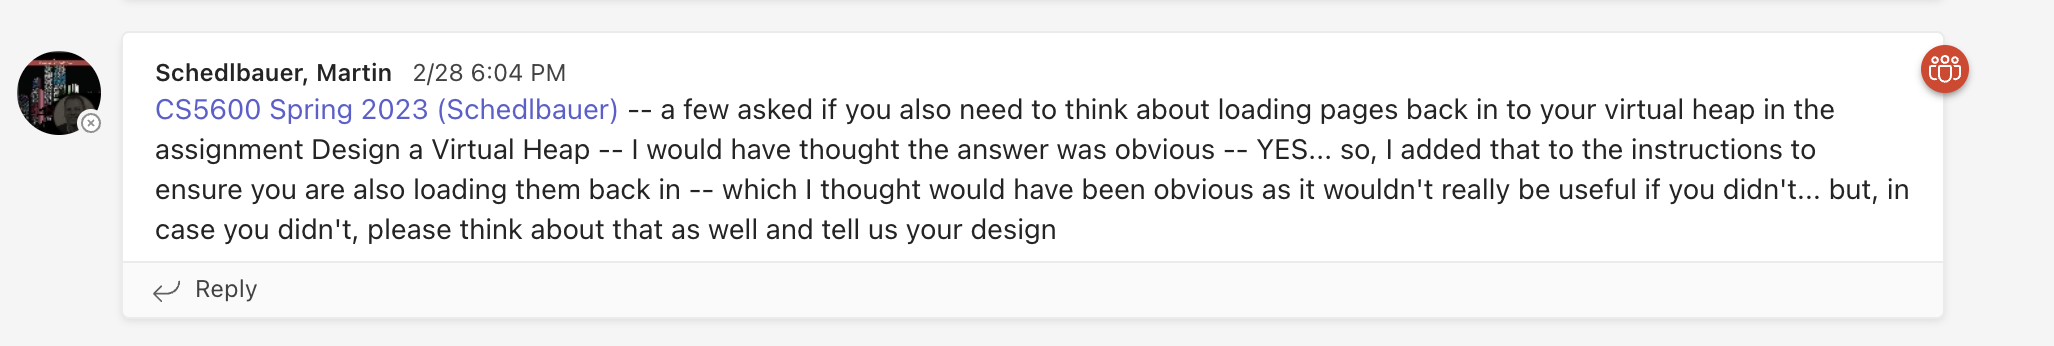 Schedlbauer, Martin 2/28 6:04 PM
CS5600 Spring 2023 (Schedlbauer) -- a few asked if you also need to think about loading pages back in to your virtual heap in the
assignment Design a Virtual Heap -- I would have thought the answer was obvious -- YES... so, I added that to the instructions to
ensure you are also loading them back in -- which I thought would have been obvious as it wouldn't really be useful if you didn't... but, in
case you didn't, please think about that as well and tell us your design
Reply